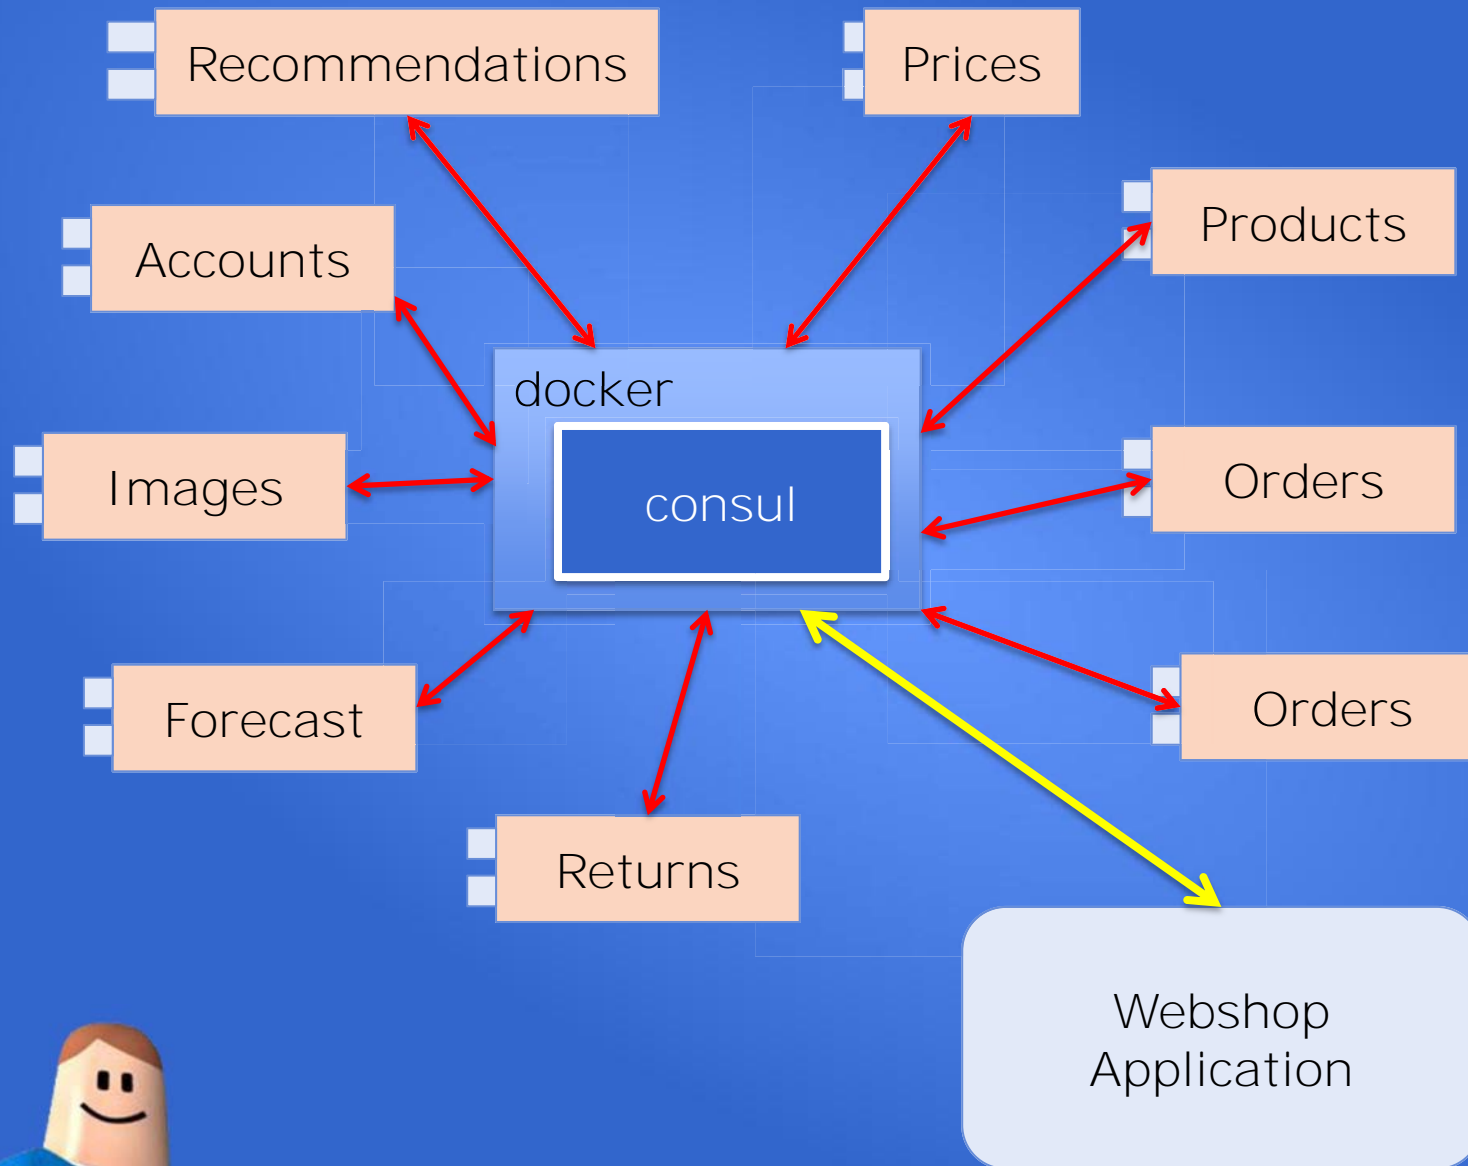 Recommendations
Prices
Products
Accounts
docker
consul
Images
Orders
Forecast
Orders
Returns
Webshop
Application